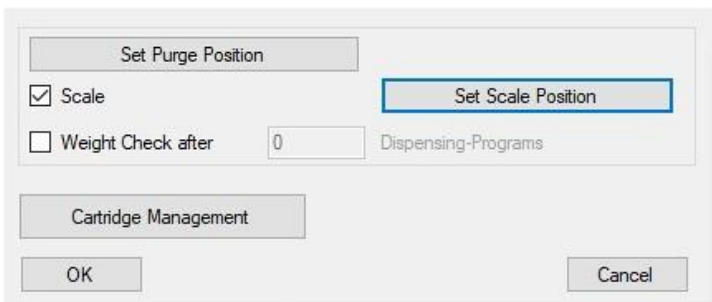 Set Purge Position
Scale Set Scale Position
Weight Check after 0 Dispensing-Programs
Cartridge Management
OK Cancel